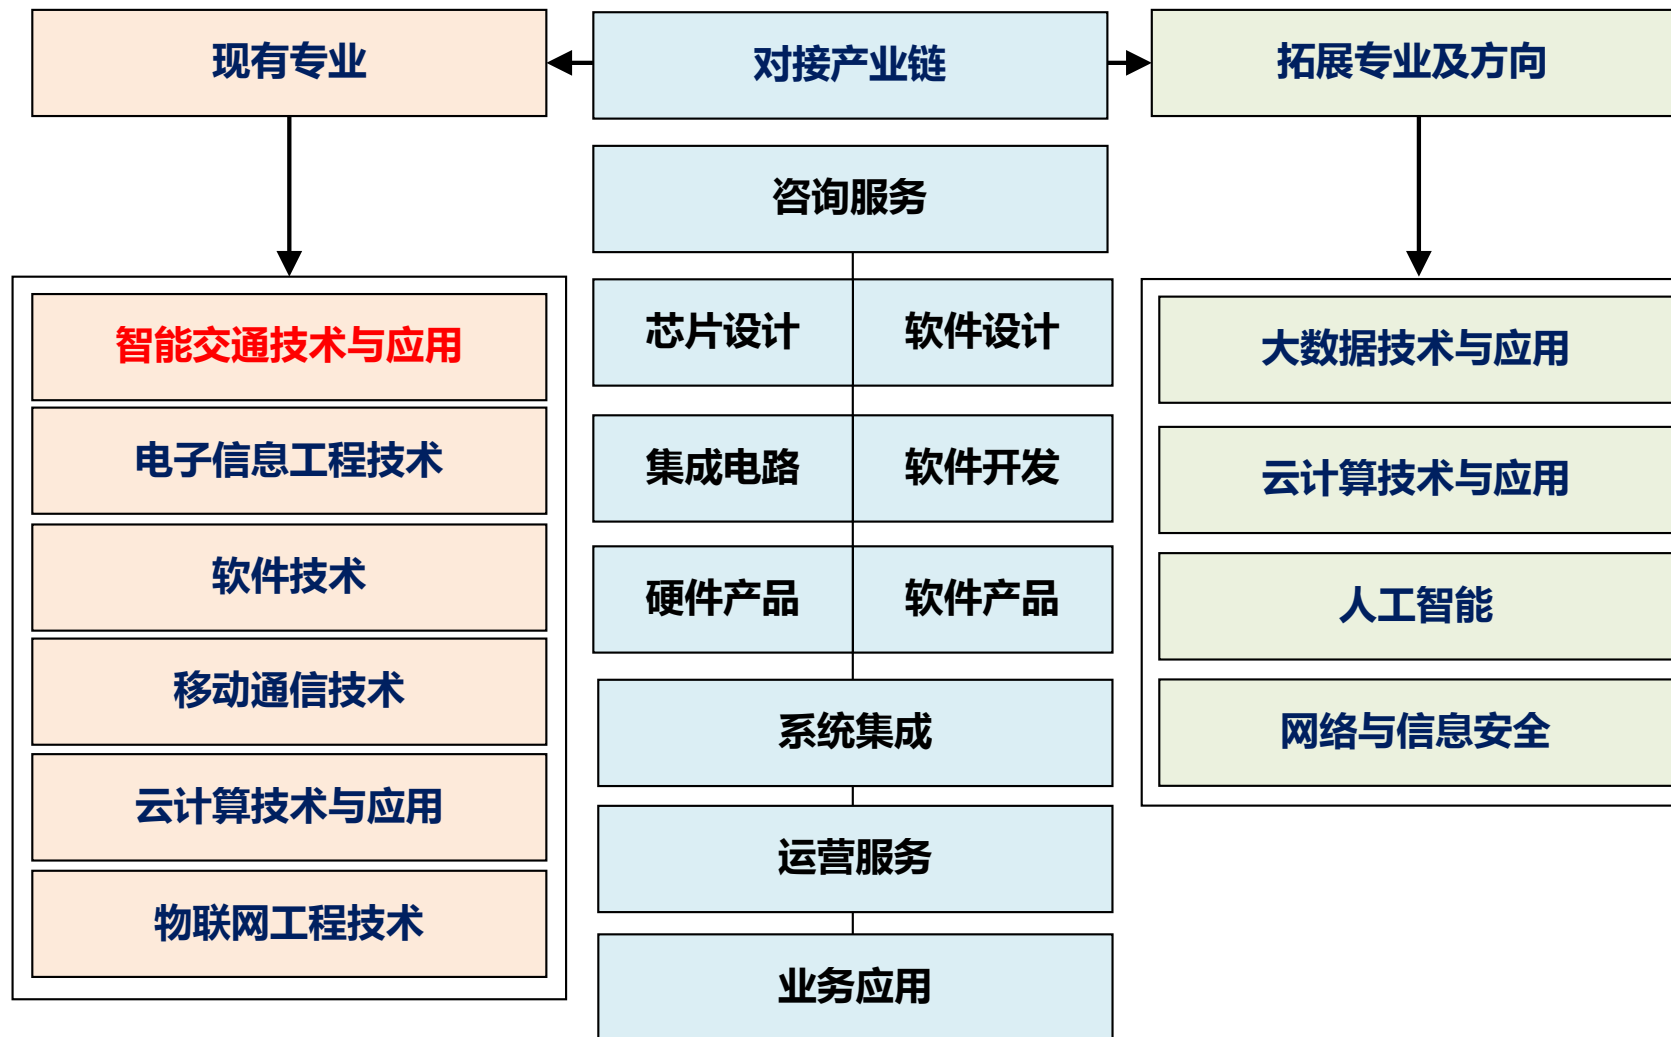 现有专业
对接产业链
拓展专业及方向
智能交通技术与应用
电子信息工程技术
软件技术
移动通信技术
云计算技术与应用
物联网工程技术
咨询服务
芯片设计
软件设计
集成电路
软件开发
硬件产品
软件产品
系统集成
运营服务
业务应用
大数据技术与应用
云计算技术与应用
人工智能
网络与信息安全